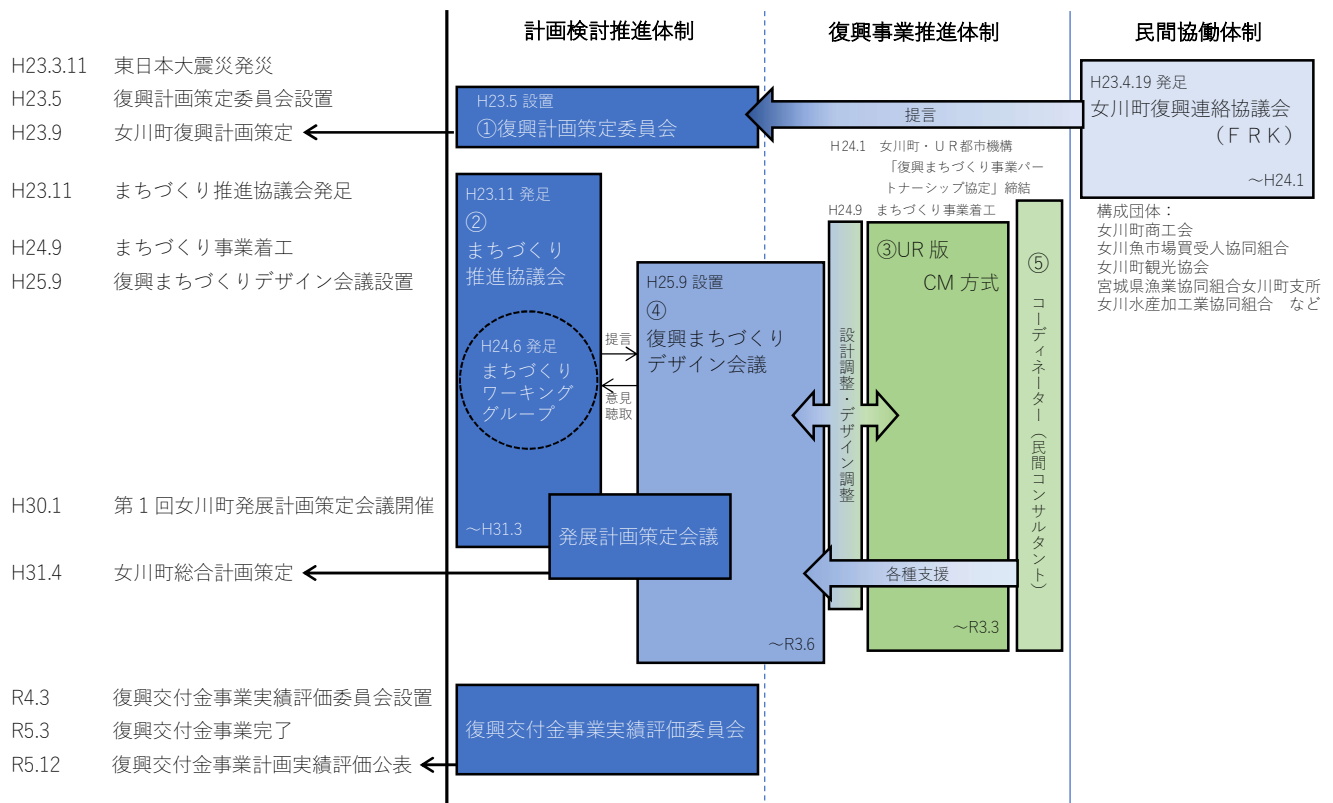 計画検討推進体制
復興事業推進体制
民間協働体制
H23.3.11 東日本大震災発災
H23.5 復興計画策定委員会設置
H23.9 女川町復興計画策定
H23.11 まちづくり推進協議会発足
H24.9 まちづくり事業着工
H25.9 復興まちづくりデザイン会議設置
H30.1 第1回女川町発展計画策定会議開催
H31.4 女川町総合計画策定
R4.3 復興交付金事業実績評価委員会設置
R5.3 復興交付金事業完了
R5.12 復興交付金事業計画実績評価公表
H23.5 設置
①復興計画策定委員会
提言
H23.4.19 発足
女川町復興連絡協議会
(FRK)
～H24.1
構成団体：
女川町商工会
女川魚市場買受人協同組合
女川町観光協会
宮城県漁業協同組合女川町支所
女川水産加工業協同組合 など
H24.1 女川町・UR都市機構
「復興まちづくり事業パー
トナーシップ協定」締結
H24.9 まちづくり事業着工
H23.11 発足
②
まちづくり
推進協議会
H24.6 発足
まちづくり
ワーキング
グループ
～H31.3
提言
意見
聴取
H25.9 設置
④
復興まちづくり
デザイン会議
～R3.6
発展計画策定会議
設計調整・デザイン調整
③UR版
CM方式
～R3.3
⑤
コーディネーター（民間コンサルタント）
各種支援
復興交付金事業実績評価委員会